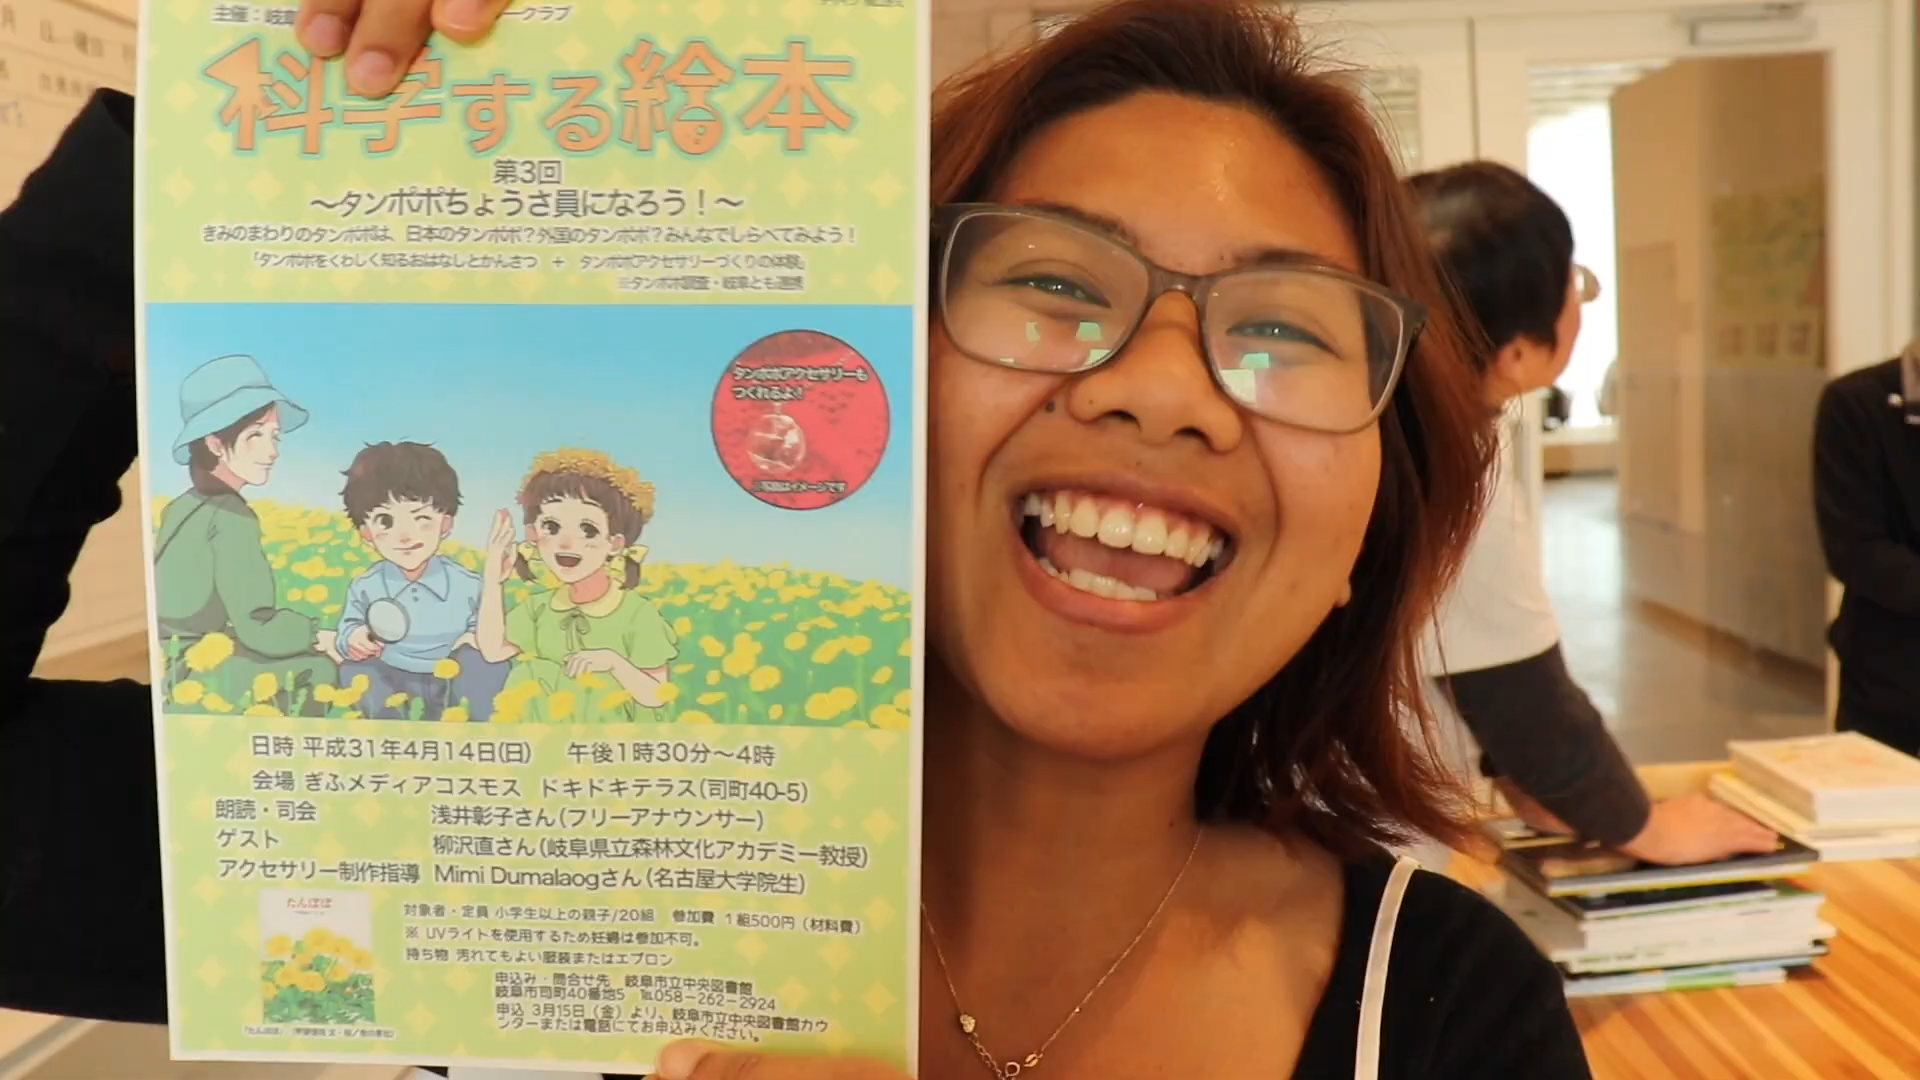 主催：岐阜
ークラブ
科学する絵本
第3回
～タンポポちょうさ員になろう！～
きみのまわりのタンポポは、日本のタンポポ？外国のタンポポ？みんなでしらべてみよう！
「タンポポをくわしく知るおはなしとかんさつ ＋ タンポポアクセサリーづくりの体験」
※タンポポ調査・岐阜とも連携
タンポポアクセサリーも
つくれるよ！
※写真はイメージです
日時 平成31年4月14日(日) 午後1時30分～4時
会場 ぎふメディアコスモス ドキドキテラス(司町40-5)
朗読・司会 浅井彰子さん(フリーアナウンサー)
ゲスト 柳沢直さん(岐阜県立森林文化アカデミー教授)
アクセサリー制作指導 Mimi Dumalaogさん(名古屋大学院生)
たんぽぽ
対象者・定員 小学生以上の親子/20組 参加費 1組500円（材料費）
※ UVライトを使用するため妊婦は参加不可。
持ち物 汚れてもよい服装またはエプロン
申込み・問合せ先 岐阜市立中央図書館
岐阜市司町40番地5 ℡058－262－2924
申込 3月15日（金）より、岐阜市立中央図書館カウ
ンターまたは電話にてお申込みください。